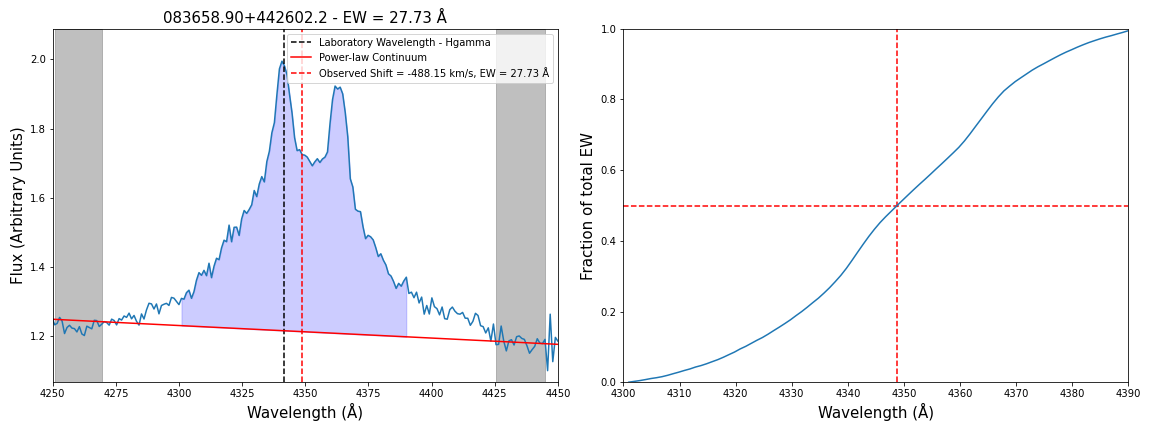 083658.90+442602.2 - EW = 27.73 Å
Laboratory Wavelength - Hgamma
Power-law Continuum
Observed Shift = -488.15 km/s, EW = 27.73 Å
Flux (Arbitrary Units)
2.0
1.8
1.6
1.4
1.2
4250 4275 4300 4325 4350 4375 4400 4425 4450
Wavelength (Å)
Fraction of total EW
1.0
0.8
0.6
0.4
0.2
0.0
4300 4310 4320 4330 4340 4350 4360 4370 4380 4390
Wavelength (Å)